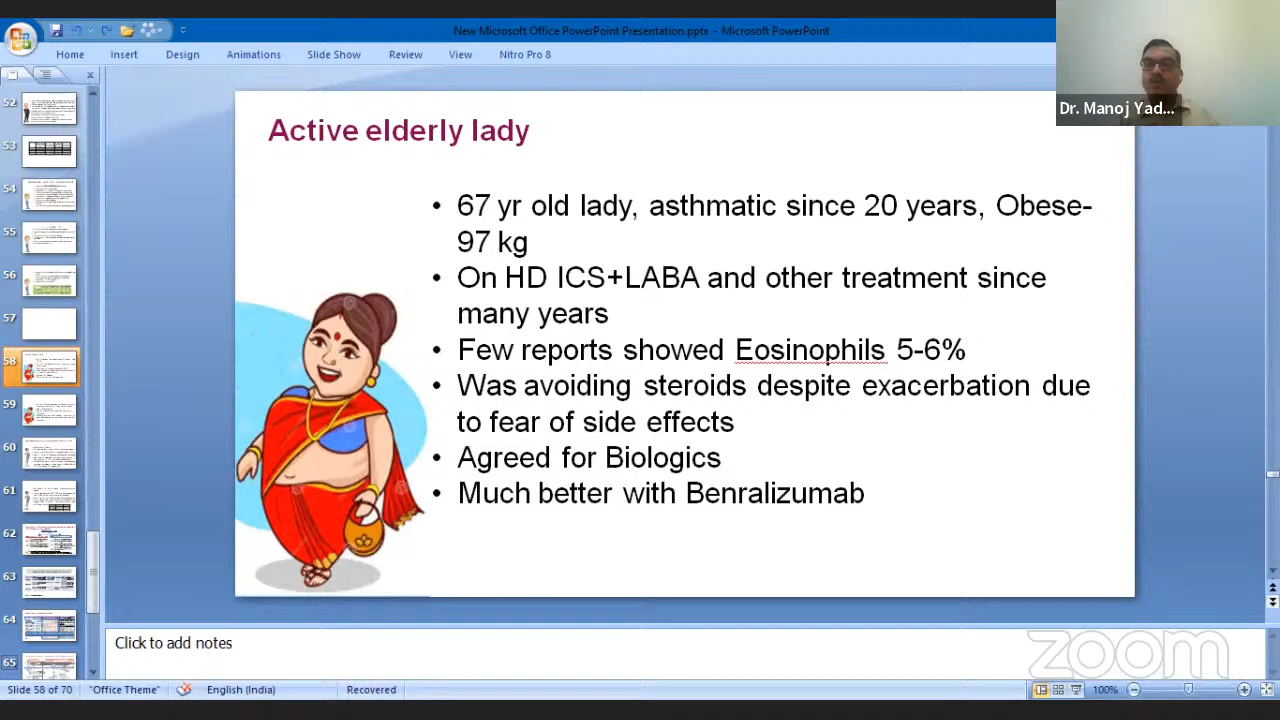 New Microsoft Office PowerPoint Presentation.pptx - Microsoft PowerPoint
Home Insert Design Animations Slide Show Review View Nitro Pro 8
Dr. Manoj Yad...
52
53
54
55
56
57
58
59
60
61
62
63
64
65
Active elderly lady
• 67 yr old lady, asthmatic since 20 years, Obese-
97 kg
• On HD ICS+LABA and other treatment since
many years
• Few reports showed Eosinophils 5-6%
• Was avoiding steroids despite exacerbation due
to fear of side effects
• Agreed for Biologics
• Much better with Benralizumab
Click to add notes
zoom
Slide 58 of 70 "Office Theme" English (India) Recovered 100%